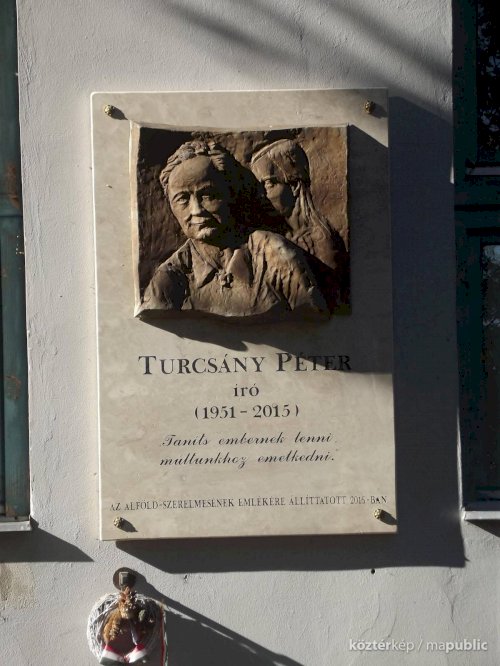 TURCSÁNY PÉTER
író
(1951-2015)
"Taníts embernek lenni,
multunkhoz emelkedni."
AZ ALFÖLD-SZERELMESÉNEK EMLÉKÉRE ÁLLÍTTATOTT 2016-BAN
köztérkép / mapublic